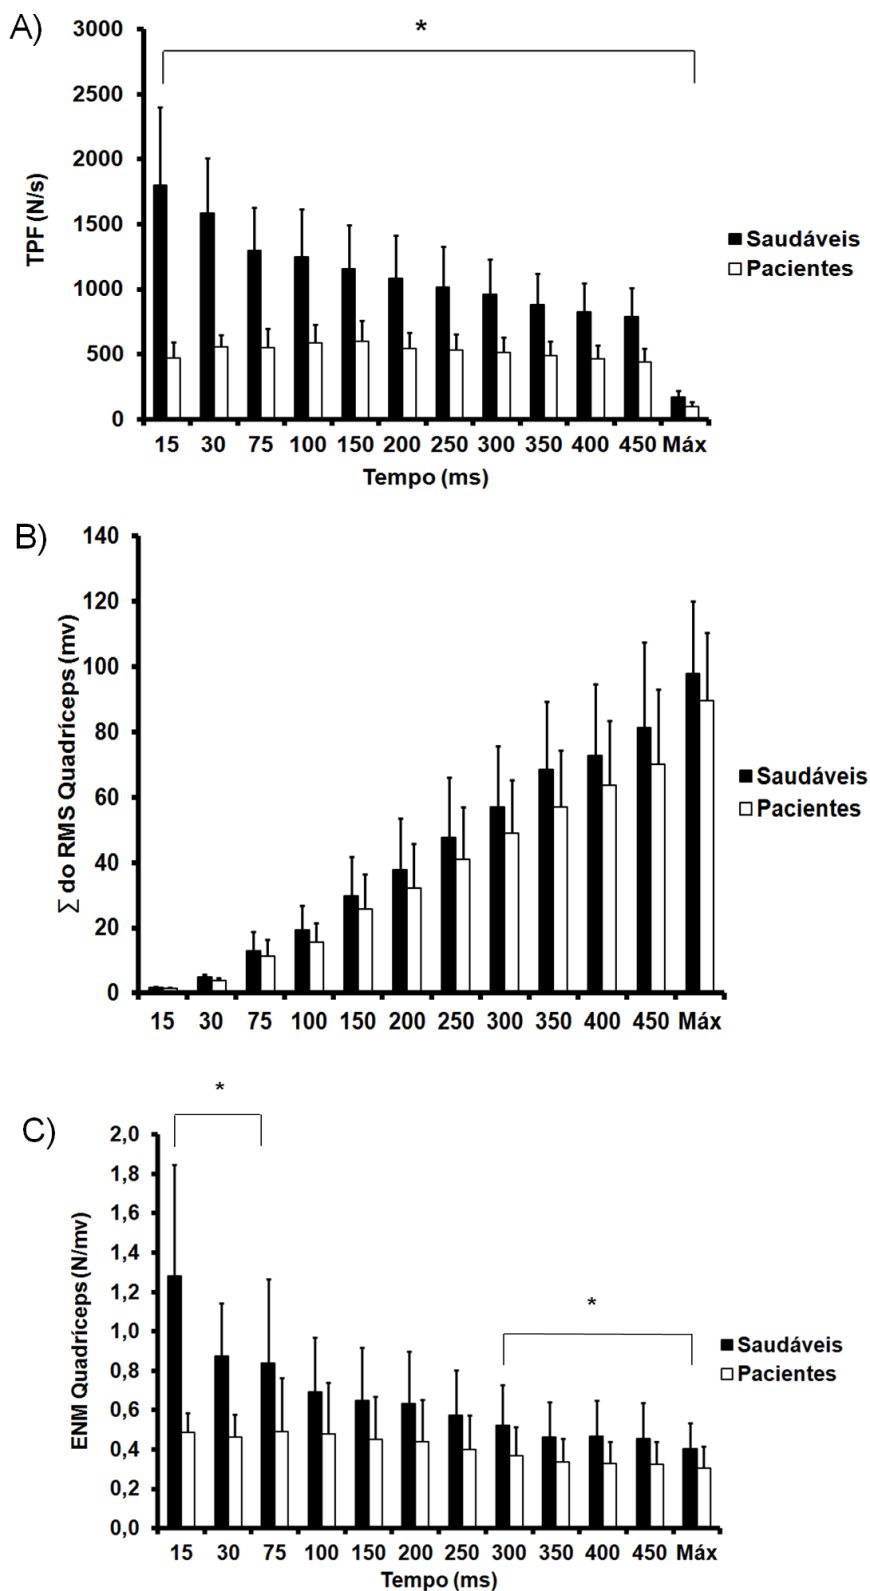 A)
*
TPF (N/s)
3000
2500
2000
1500
1000
500
0
15 30 75 100 150 200 250 300 350 400 450 Máx
Tempo (ms)
Saudáveis
Pacientes
B)
∑ do RMS Quadríceps (mv)
140
120
100
80
60
40
20
0
15 30 75 100 150 200 250 300 350 400 450 Máx
Saudáveis
Pacientes
C)
*
*
ENM Quadríceps (N/mv)
2,0
1,8
1,6
1,4
1,2
1,0
0,8
0,6
0,4
0,2
0,0
15 30 75 100 150 200 250 300 350 400 450 Máx
Tempo (ms)
Saudáveis
Pacientes